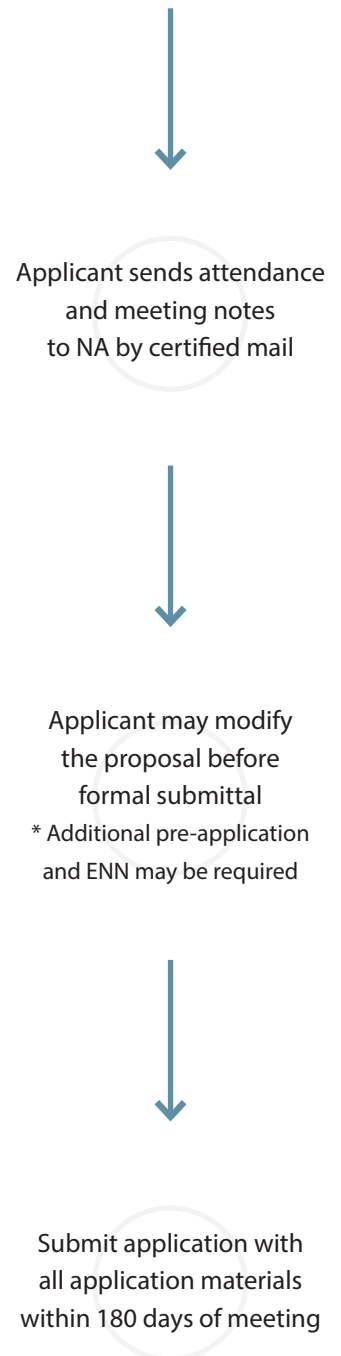 Applicant sends attendance
and meeting notes
to NA by certified mail
Applicant may modify
the proposal before
formal submittal
* Additional pre-application
and ENN may be required
Submit application with
all application materials
within 180 days of meeting